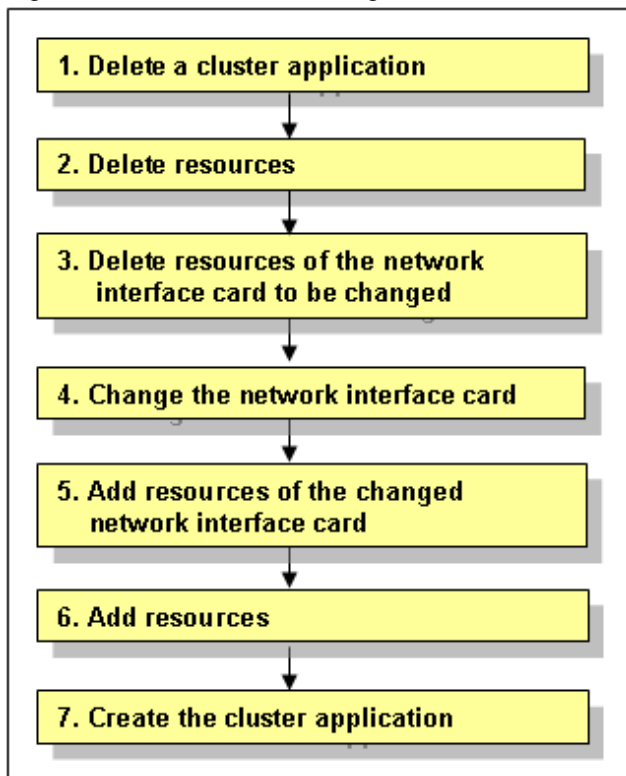 1. Delete a cluster application
2. Delete resources
3. Delete resources of the network
interface card to be changed
4. Change the network interface card
5. Add resources of the changed
network interface card
6. Add resources
7. Create the cluster application